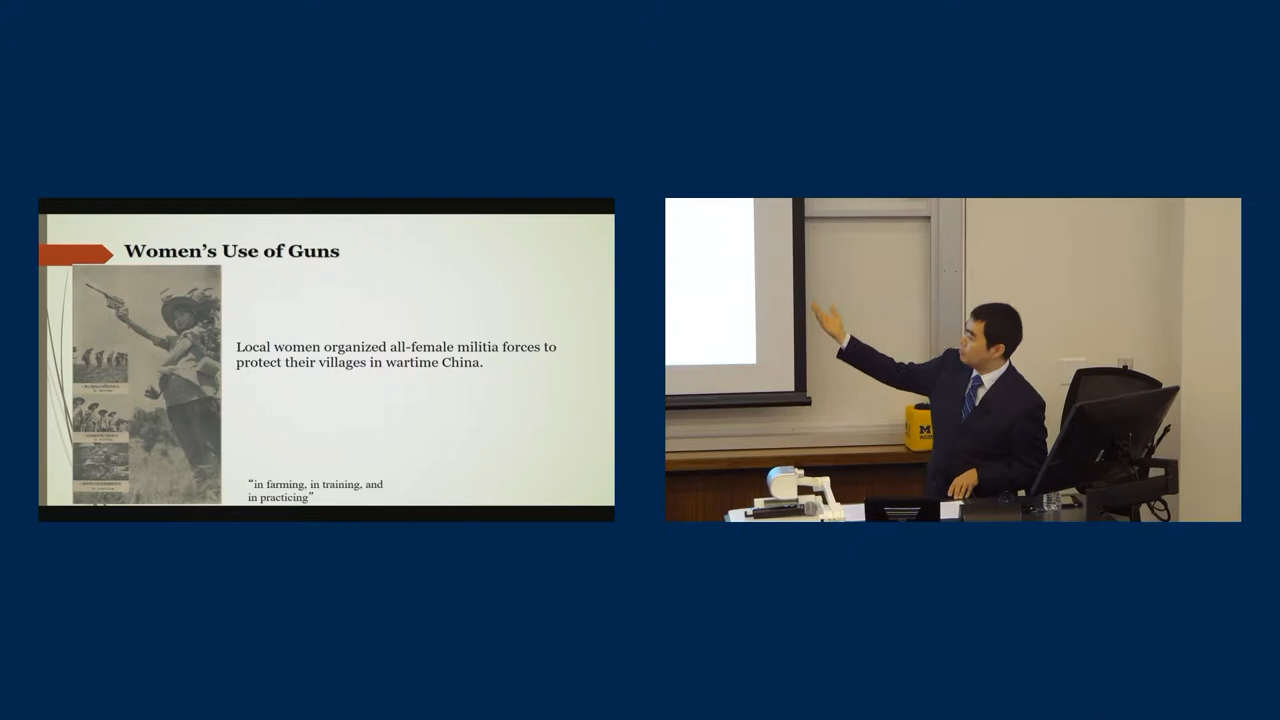 Women's Use of Guns
Local women organized all-female militia forces to
protect their villages in wartime China.
"in farming, in training, and
in practicing"
M